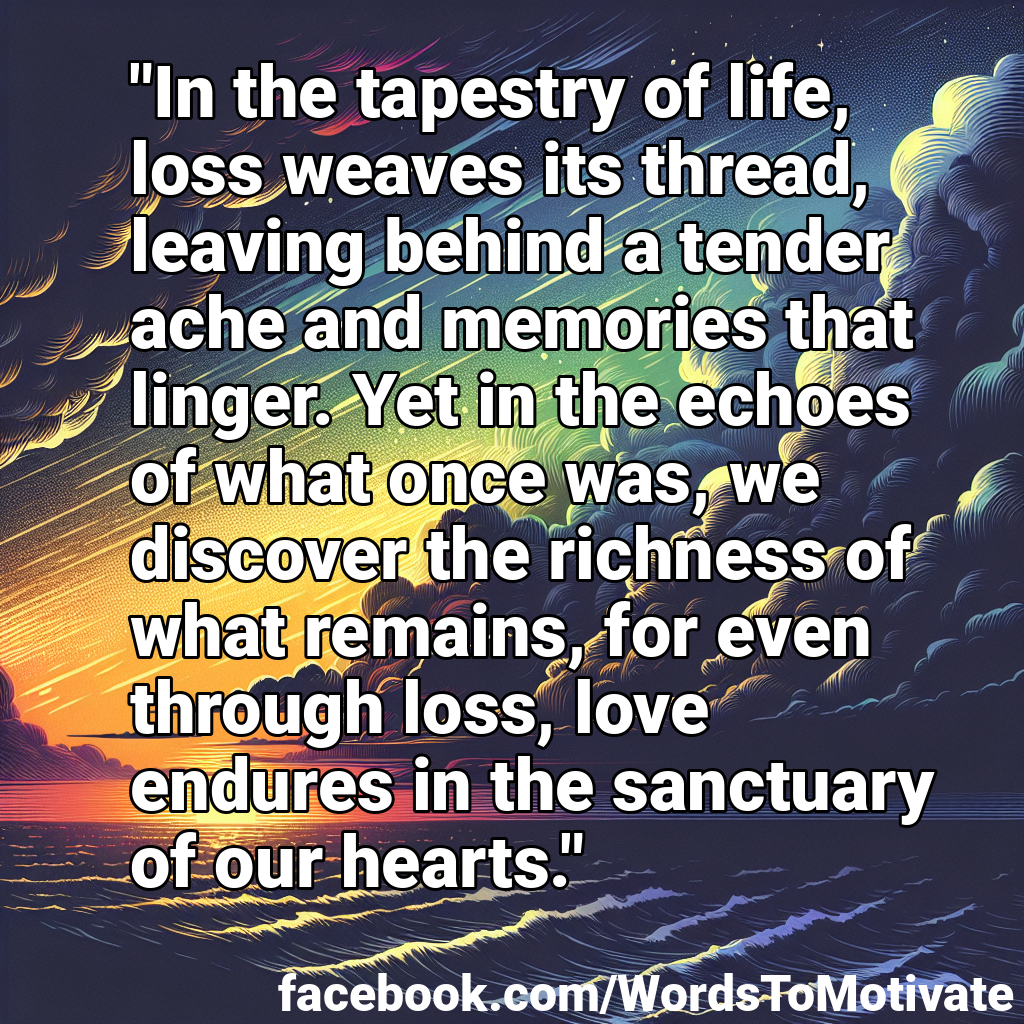 "In the tapestry of life,
loss weaves its thread,
leaving behind a tender
ache and memories that
linger. Yet in the echoes
of what once was, we
discover the richness of
what remains, for even
through loss, love
endures in the sanctuary
of our hearts."
facebook.com/WordsToMotivate